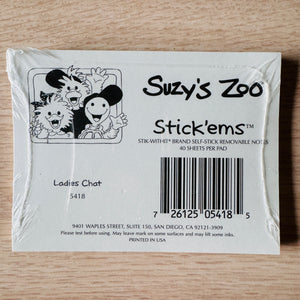 Suzy's Zoo
Stick'ems™
STIK-WITHIT® BRAND SELF-STICK REMOVABLE NOTES
40 SHEETS PER PAD
Ladies Chat
5418
7 26125 05418 5
9401 WAPLES STREET, SUITE 150, SAN DIEGO, CA 92121-3909
Please test before using. May leave mark on some surfaces and may lift some inks.
PRINTED IN USA